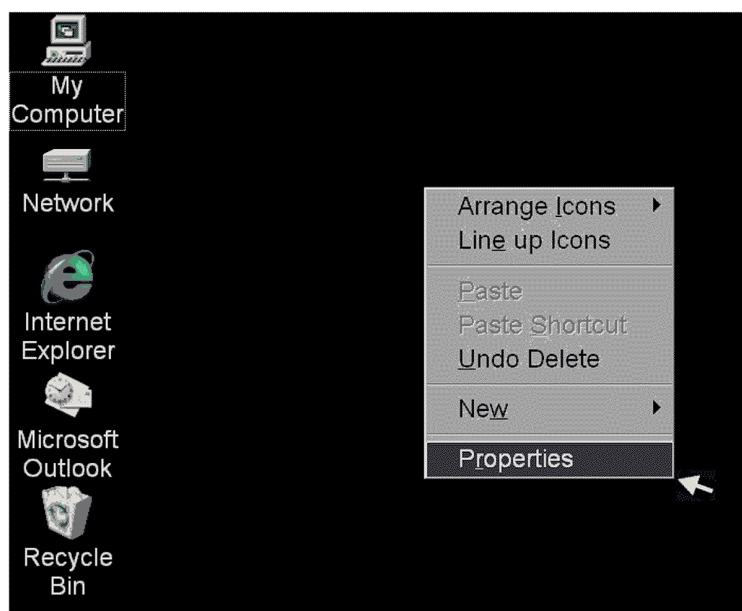 My
Computer
Network
Internet
Explorer
Microsoft
Outlook
Recycle
Bin
Arrange Icons
Line up Icons
Paste
Paste Shortcut
Undo Delete
New
Properties